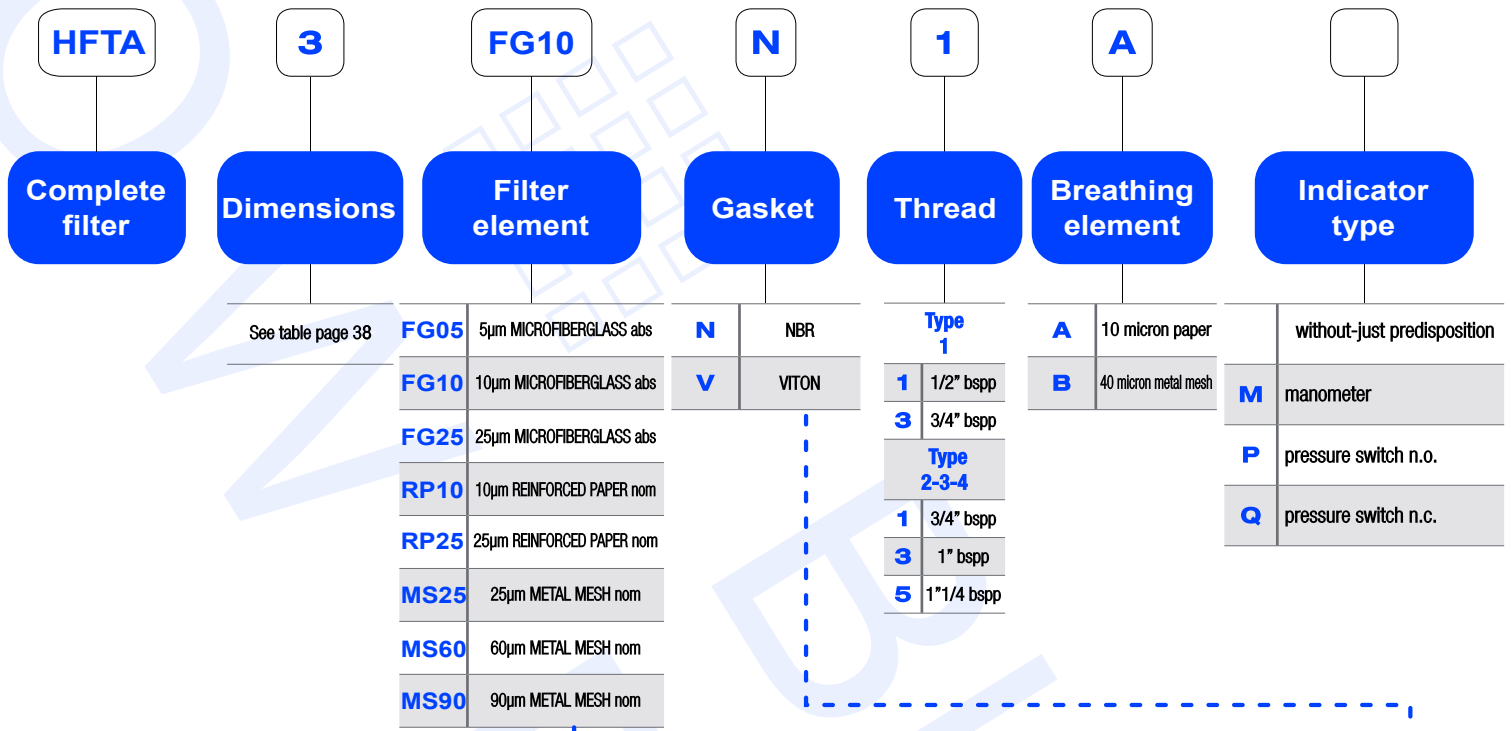 HFTA 3 FG10 N 1 A
Complete filter
Dimensions
Filter element
Gasket
Thread
Breathing element
Indicator type
See table page 38
FG05 5µm MICROFIBERGLASS abs
FG10 10µm MICROFIBERGLASS abs
FG25 25µm MICROFIBERGLASS abs
RP10 10µm REINFORCED PAPER nom
RP25 25µm REINFORCED PAPER nom
MS25 25µm METAL MESH nom
MS60 60µm METAL MESH nom
MS90 90µm METAL MESH nom
N NBR
V VITON
Type
1
1 1/2” bspp
3 3/4” bspp
Type
2-3-4
1 3/4” bspp
3 1” bspp
5 1”1/4 bspp
A 10 micron paper
B 40 micron metal mesh
without-just predisposition
M manometer
P pressure switch n.o.
Q pressure switch n.c.